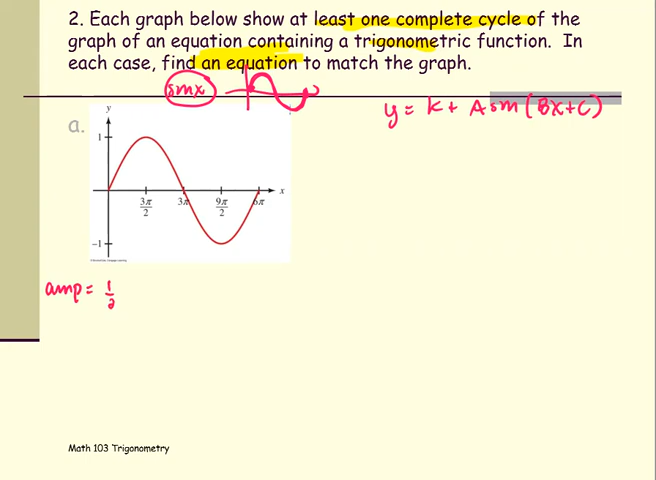 2. Each graph below show at least one complete cycle of the
graph of an equation containing a trigonometric function. In
each case, find an equation to match the graph.
sin x
y = k + A sin (Bx + C)
a.
y
1
x
3π/2
3π
9π/2
6π
−1
amp = 1/2
Math 103 Trigonometry